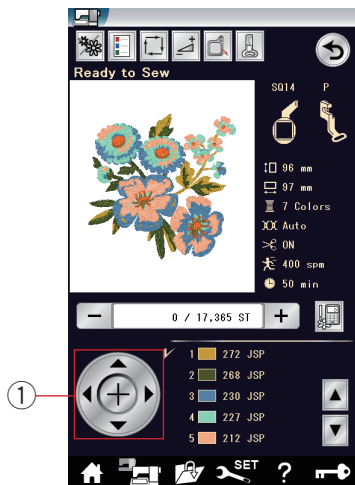 Ready to Sew
SQ14 P
96 mm
97 mm
7 Colors
Auto
ON
400 spm
50 min
− 0 / 17,365 ST +
1 272 JSP
2 268 JSP
3 230 JSP
4 227 JSP
5 212 JSP
1
SET
?